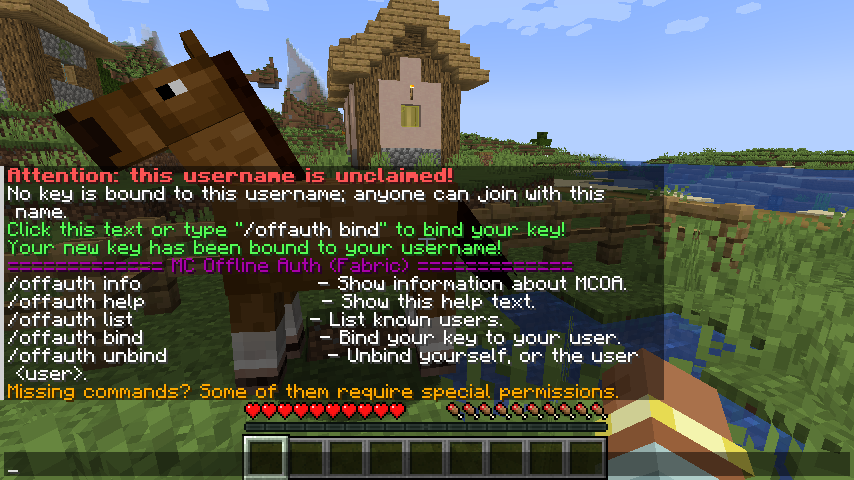 Attention: this username is unclaimed!
No key is bound to this username; anyone can join with this
name.
Click this text or type "/offauth bind" to bind your key!
Your new key has been bound to your username!
============= MC Offline Auth (Fabric) =============
/offauth info - Show information about MCOA.
/offauth help - Show this help text.
/offauth list - List known users.
/offauth bind - Bind your key to your user.
/offauth unbind - Unbind yourself, or the user
<user>.
Missing commands? Some of them require special permissions.
_